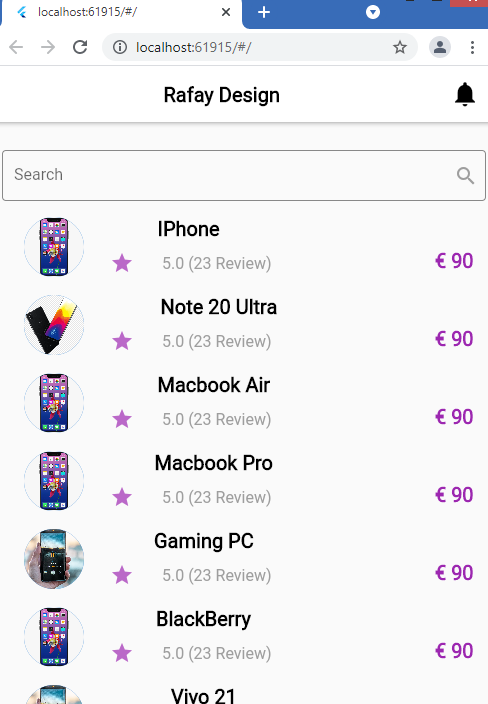 localhost:61915/#/
localhost:61915/#/
Rafay Design
Search
IPhone
5.0 (23 Review)
€ 90
Note 20 Ultra
5.0 (23 Review)
€ 90
Macbook Air
5.0 (23 Review)
€ 90
Macbook Pro
5.0 (23 Review)
€ 90
Gaming PC
5.0 (23 Review)
€ 90
BlackBerry
5.0 (23 Review)
€ 90
Vivo 21